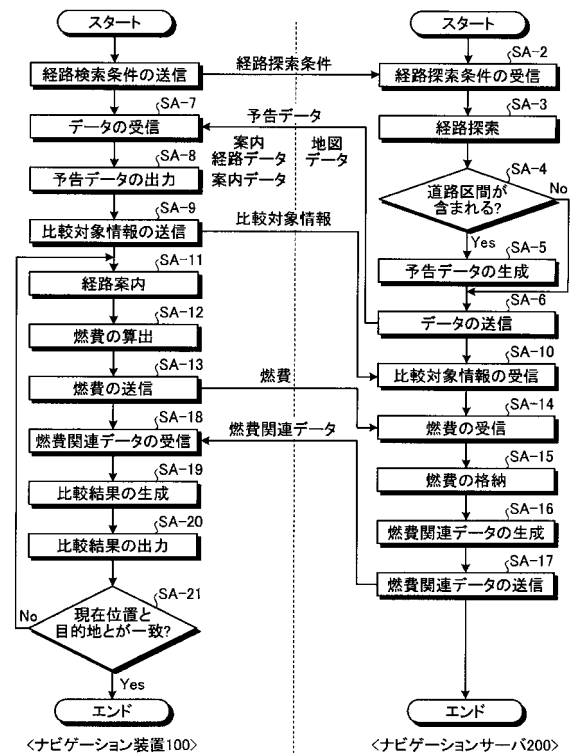 スタート
経路検索条件の送信
SA-7
データの受信
SA-8
予告データの出力
SA-9
比較対象情報の送信
SA-11
経路案内
SA-12
燃費の算出
SA-13
燃費の送信
SA-18
燃費関連データの受信
SA-19
比較結果の生成
SA-20
比較結果の出力
SA-21
現在位置と
目的地とが一致?
No
Yes
エンド
<ナビゲーション装置100>
経路探索条件
予告データ
案内
経路データ
案内データ
地図
データ
比較対象情報
燃費
燃費関連データ
スタート
SA-2
経路探索条件の受信
SA-3
経路探索
SA-4
道路区間が
含まれる?
No
Yes
SA-5
予告データの生成
SA-6
データの送信
SA-10
比較対象情報の受信
SA-14
燃費の受信
SA-15
燃費の格納
SA-16
燃費関連データの生成
SA-17
燃費関連データの送信
エンド
<ナビゲーションサーバ200>